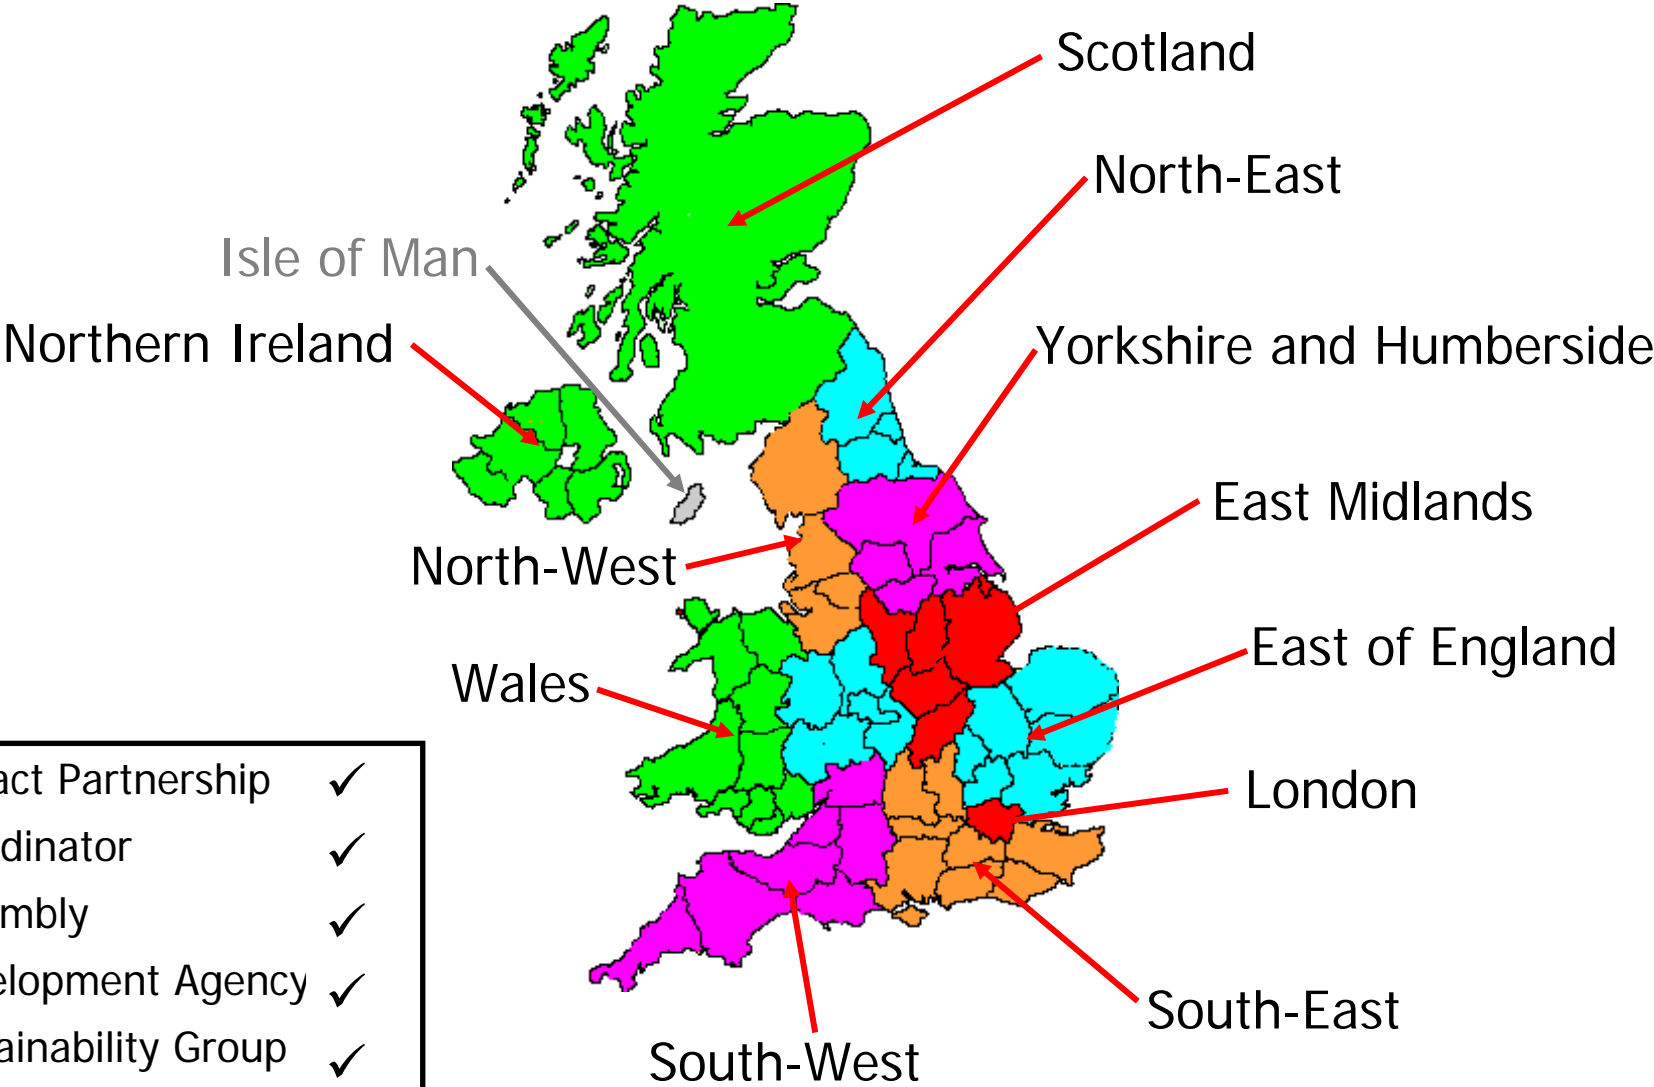 Scotland
North-East
Isle of Man
Northern Ireland
Yorkshire and Humberside
East Midlands
North-West
East of England
Wales
London
act Partnership ✓
dinator ✓
mbly ✓
elopment Agency ✓
ainability Group ✓
South-East
South-West